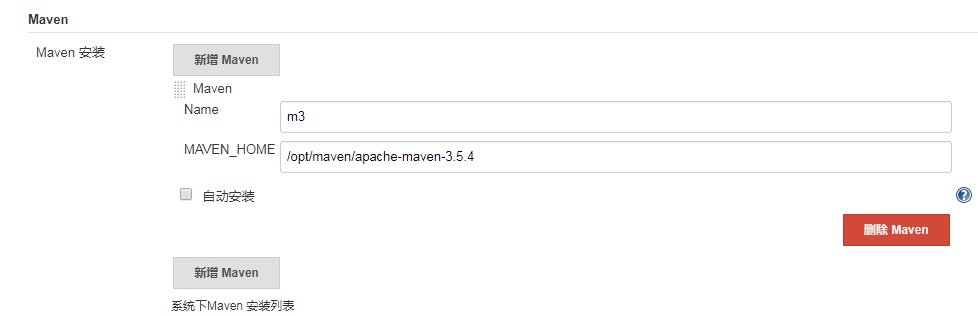 Maven
Maven 安装
新增 Maven
Maven
Name
m3
MAVEN_HOME
/opt/maven/apache-maven-3.5.4
自动安装
?
删除 Maven
新增 Maven
系统下Maven 安装列表